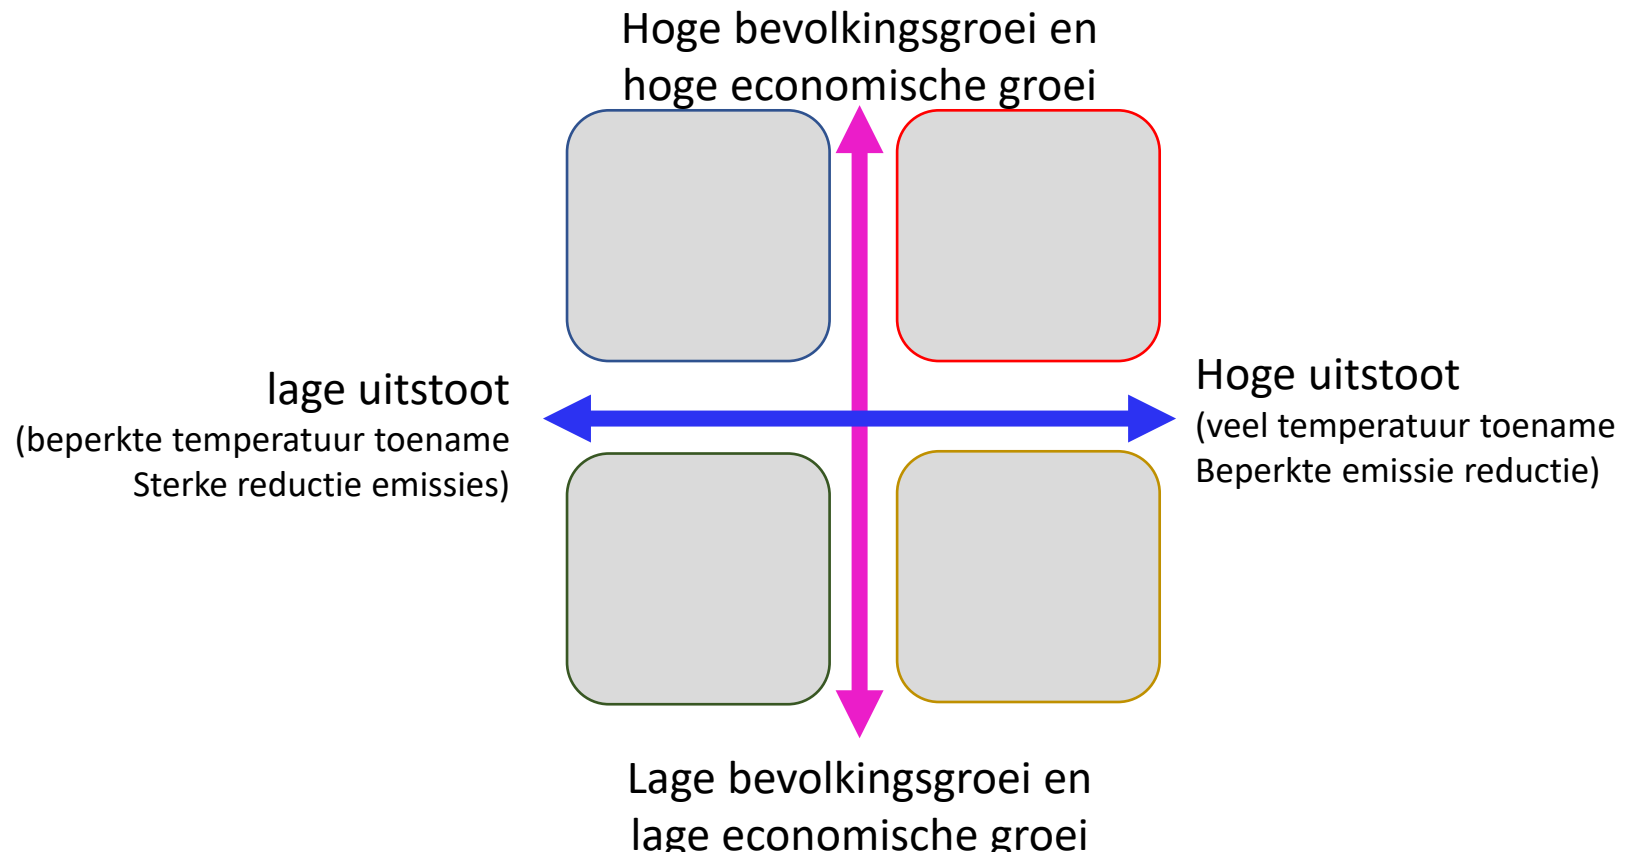 Hoge bevolkingsgroei en
hoge economische groei
lage uitstoot
(beperkte temperatuur toename
Sterke reductie emissies)
Hoge uitstoot
(veel temperatuur toename
Beperkte emissie reductie)
Lage bevolkingsgroei en
lage economische groei